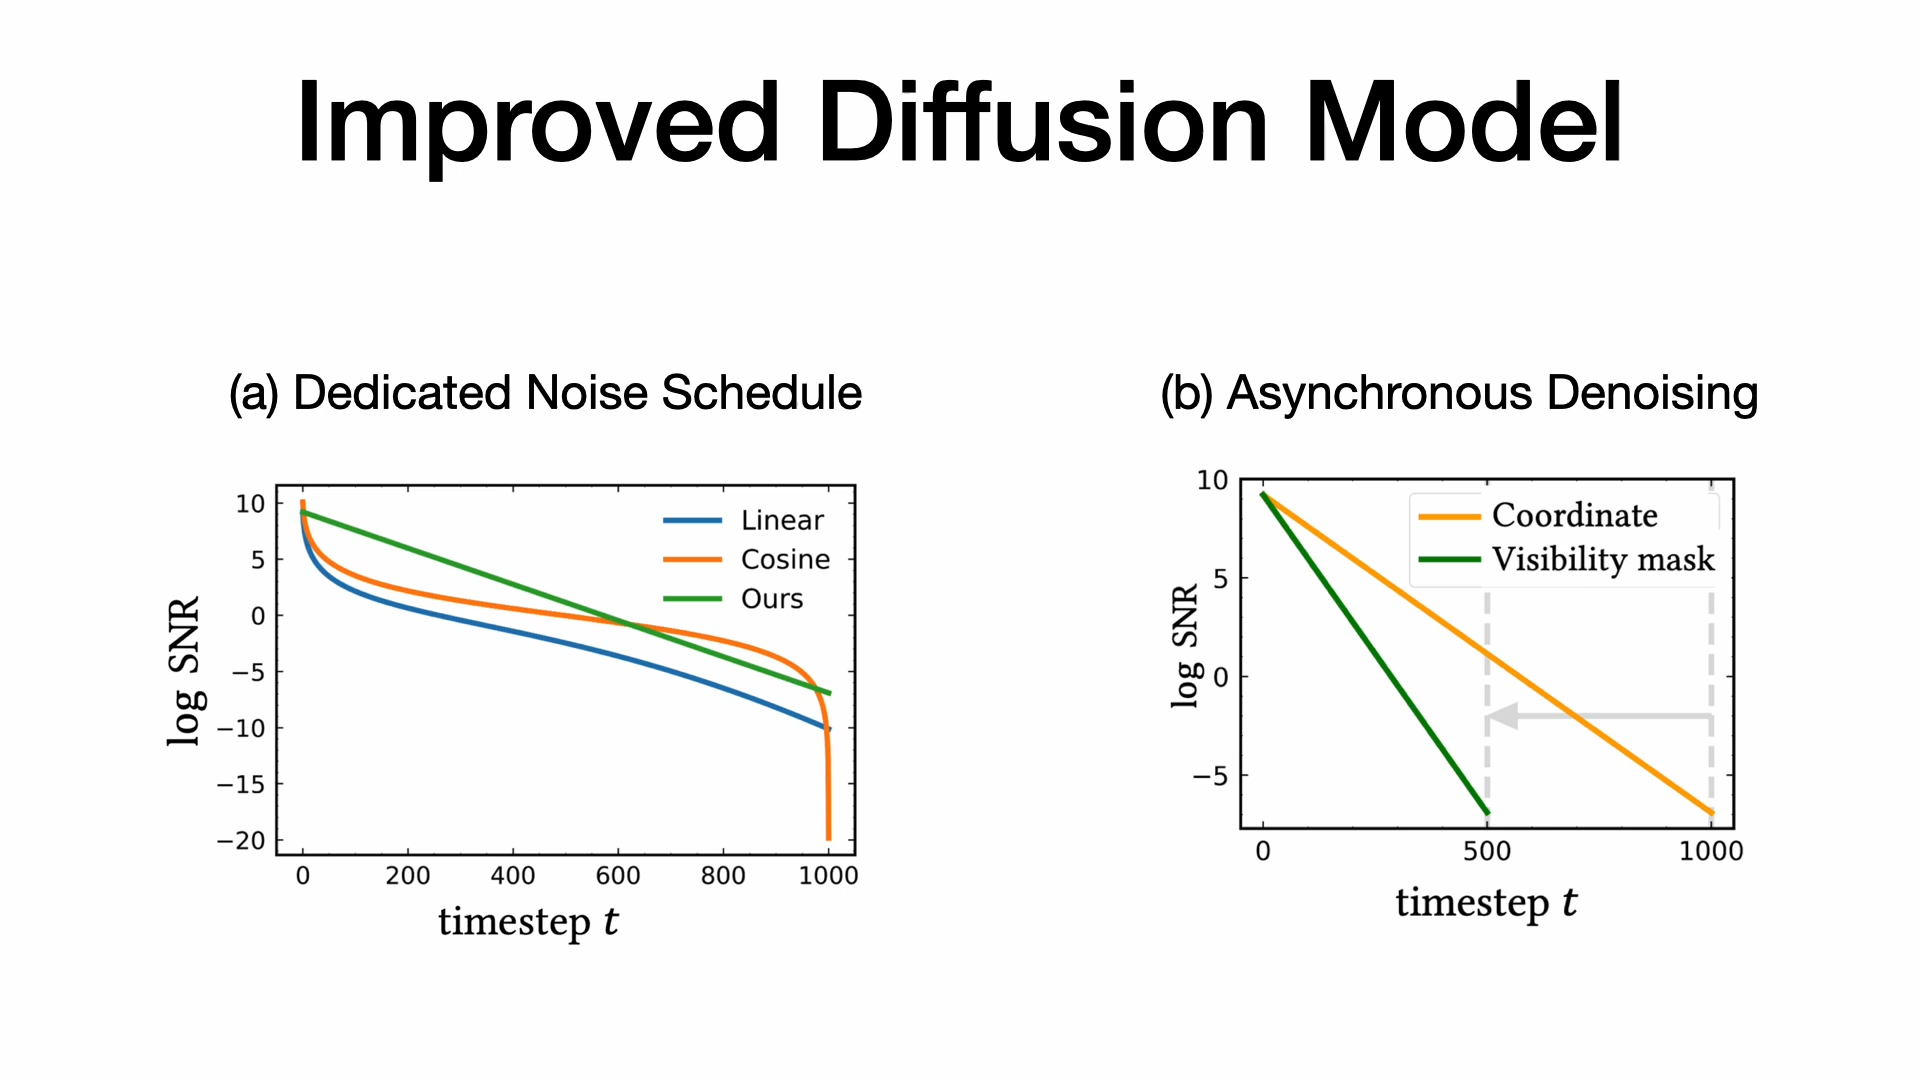 Improved Diffusion Model
(a) Dedicated Noise Schedule
10
5
0
−5
−10
−15
−20
log SNR
Linear
Cosine
Ours
0 200 400 600 800 1000
timestep t
(b) Asynchronous Denoising
10
5
0
−5
log SNR
Coordinate
Visibility mask
0 500 1000
timestep t